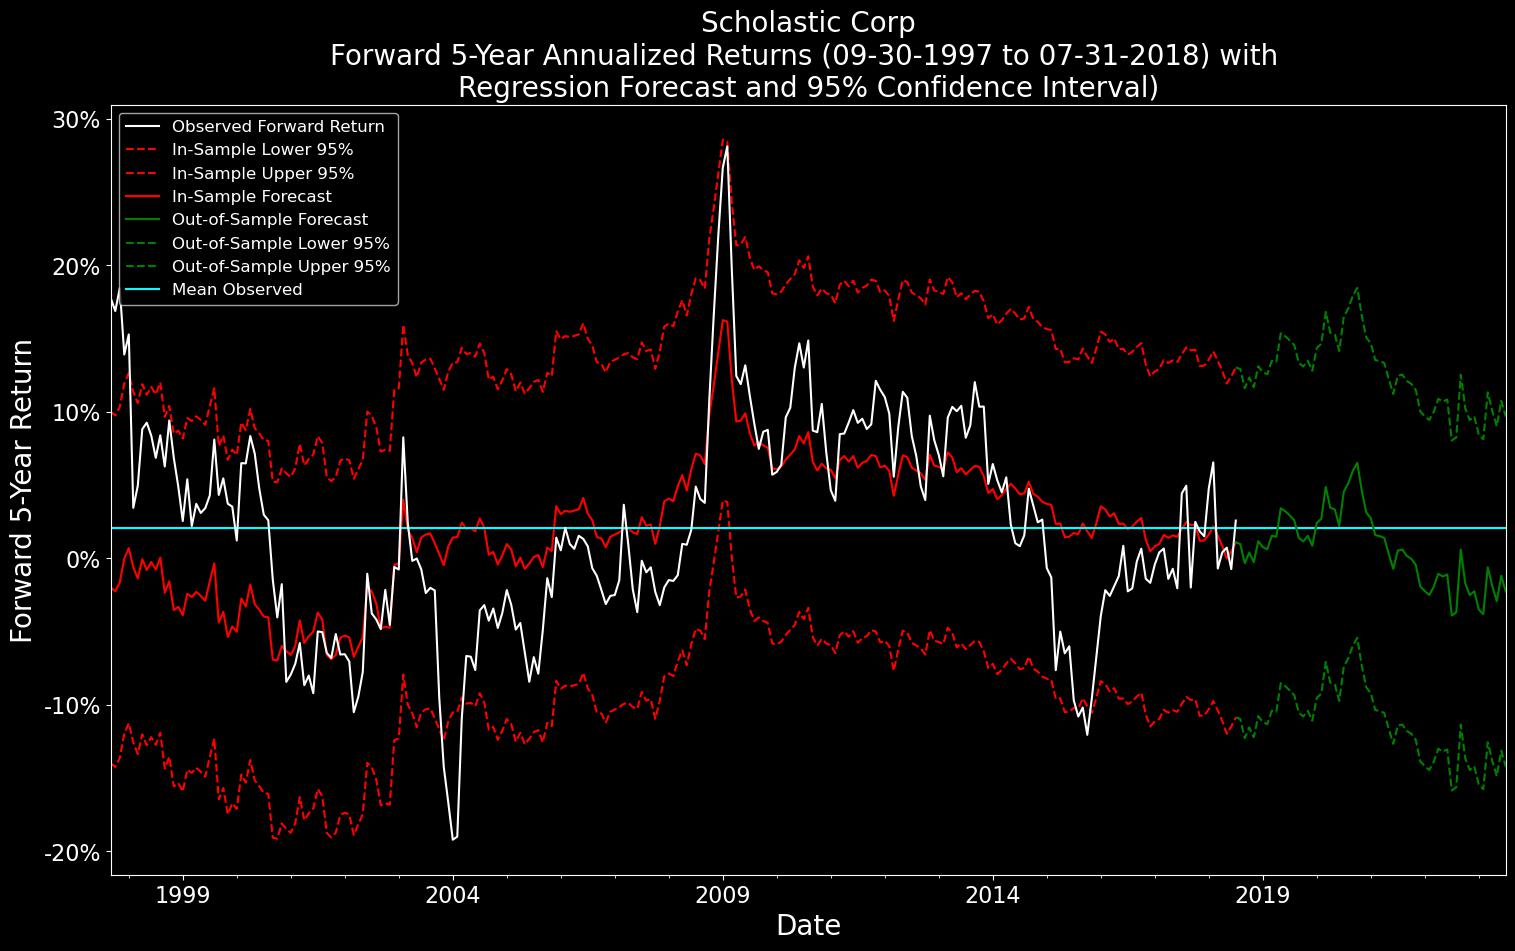 Scholastic Corp
Forward 5-Year Annualized Returns (09-30-1997 to 07-31-2018) with
Regression Forecast and 95% Confidence Interval)
Forward 5-Year Return
30%
20%
10%
0%
-10%
-20%
Observed Forward Return
In-Sample Lower 95%
In-Sample Upper 95%
In-Sample Forecast
Out-of-Sample Forecast
Out-of-Sample Lower 95%
Out-of-Sample Upper 95%
Mean Observed
1999
2004
2009
2014
2019
Date